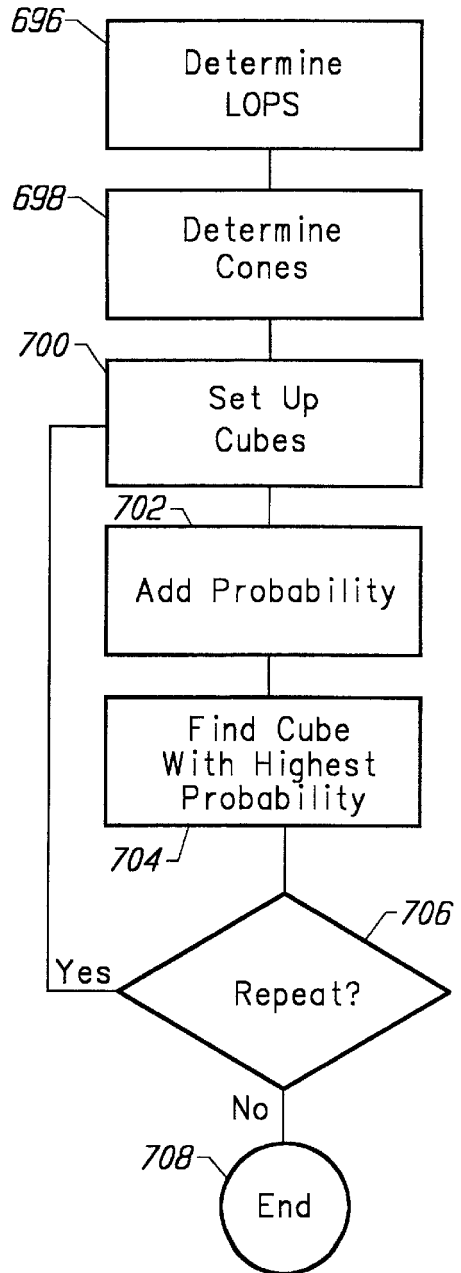 696
Determine
LOPS
698
Determine
Cones
700
Set Up
Cubes
702
Add Probability
Find Cube
With Highest
Probability
704
706
Yes
Repeat?
No
708
End